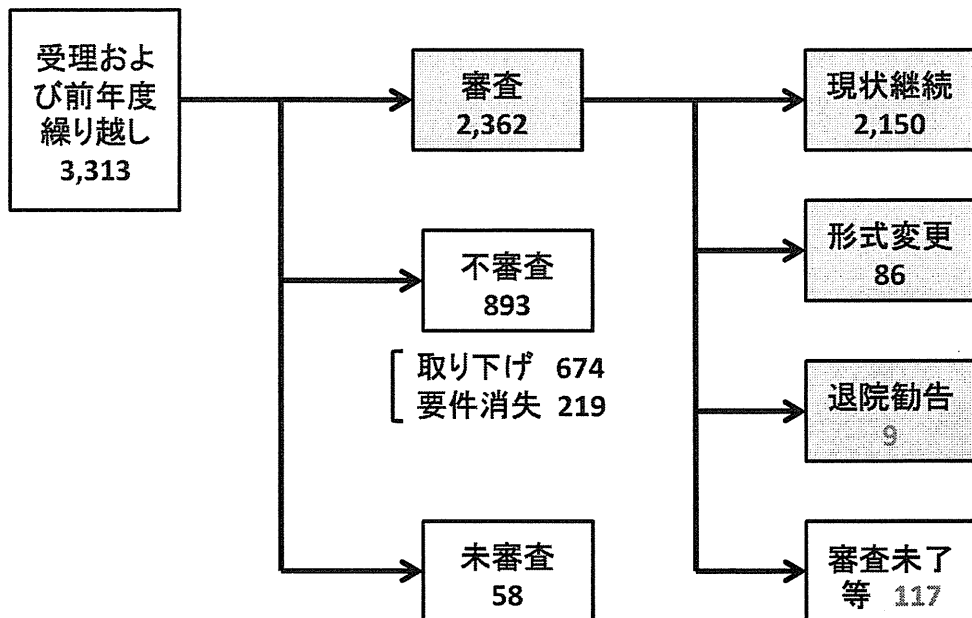 受理およ
び前年度
繰り越し
3,313
審査
2,362
不審査
893
取り下げ 674
要件消失 219
未審査
58
現状継続
2,150
形式変更
86
退院勧告
9
審査未了
等 117